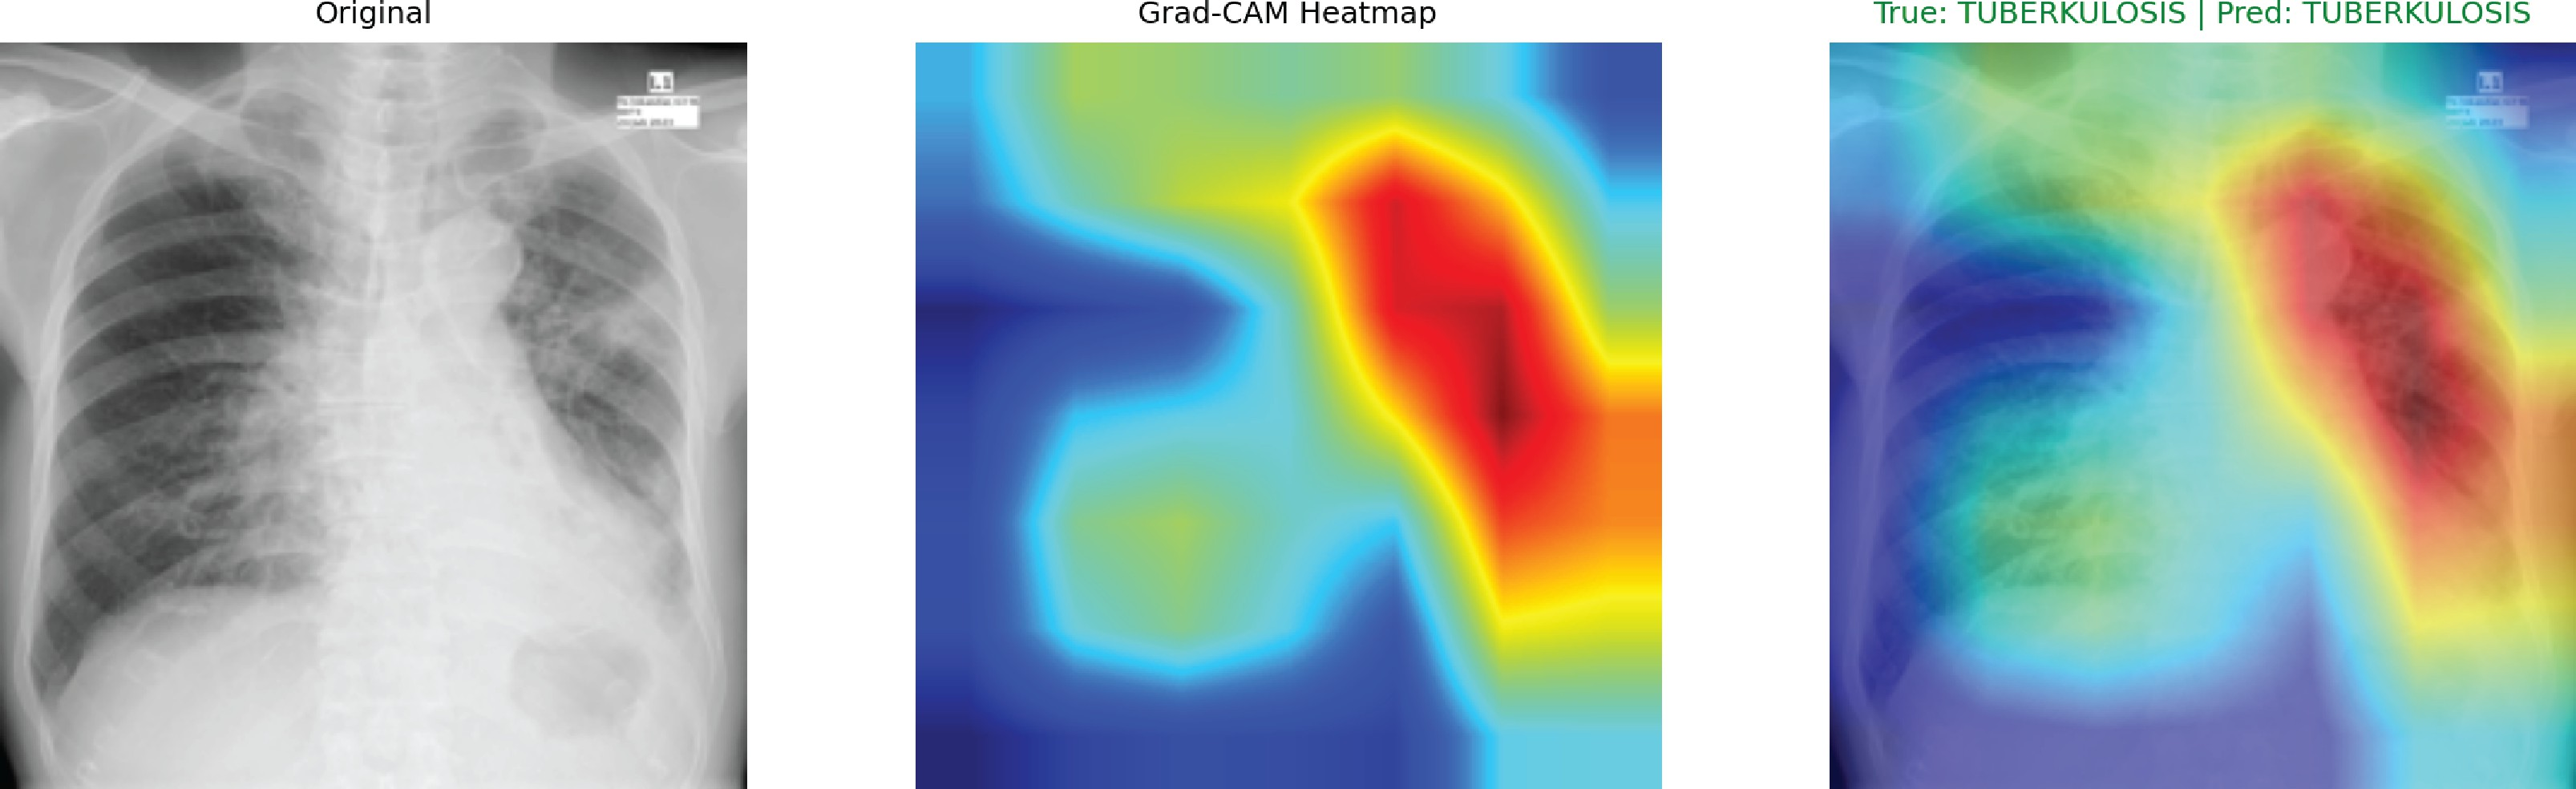 Original
Grad-CAM Heatmap
True: TUBERKULOSIS | Pred: TUBERKULOSIS